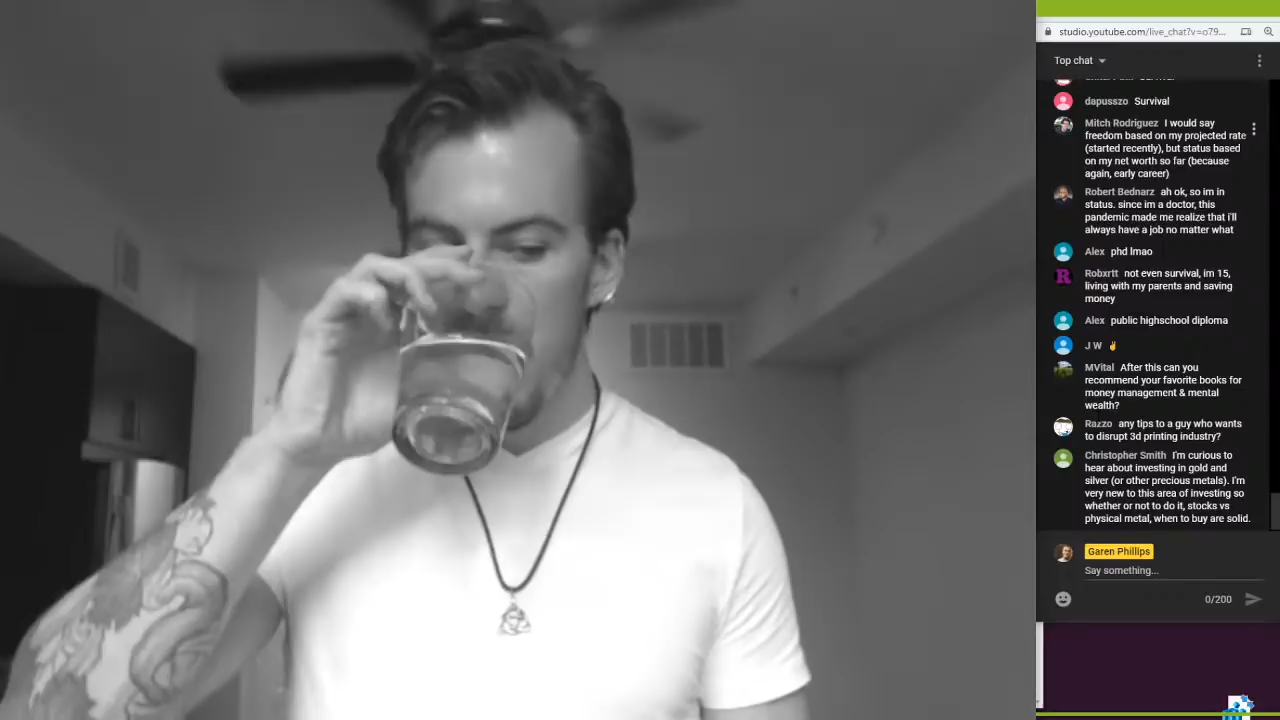 studio.youtube.com/live_chat?v=o79...
Top chat
dapusszo Survival
Mitch Rodriguez I would say
freedom based on my projected rate
(started recently), but status based
on my net worth so far (because
again, early career)
Robert Bednarz ah ok, so im in
status. since im a doctor, this
pandemic made me realize that i'll
always have a job no matter what
Alex phd lmao
Robxrtt not even survival, im 15,
living with my parents and saving
money
Alex public highschool diploma
J W ✌
MVital After this can you
recommend your favorite books for
money management & mental
wealth?
Razzo any tips to a guy who wants
to disrupt 3d printing industry?
Christopher Smith I'm curious to
hear about investing in gold and
silver (or other precious metals). I'm
very new to this area of investing so
whether or not to do it, stocks vs
physical metal, when to buy are solid.
Garen Phillips
Say something...
0/200